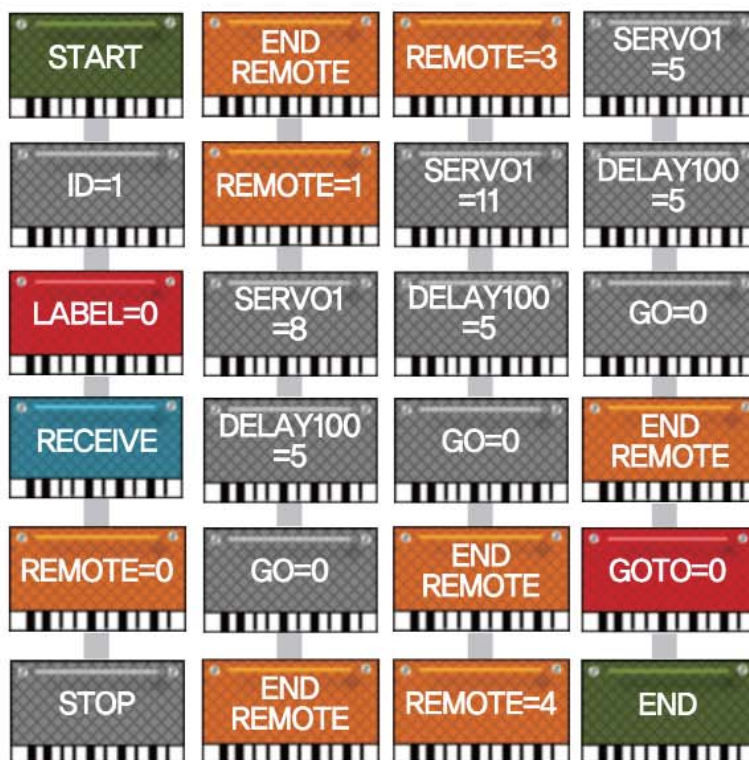 START
ID=1
LABEL=0
RECEIVE
REMOTE=0
STOP
END
REMOTE
REMOTE=1
SERVO1
=8
DELAY100
=5
GO=0
END
REMOTE
REMOTE=3
SERVO1
=11
DELAY100
=5
GO=0
END
REMOTE
REMOTE=4
SERVO1
=5
DELAY100
=5
GO=0
END
REMOTE
GOTO=0
END